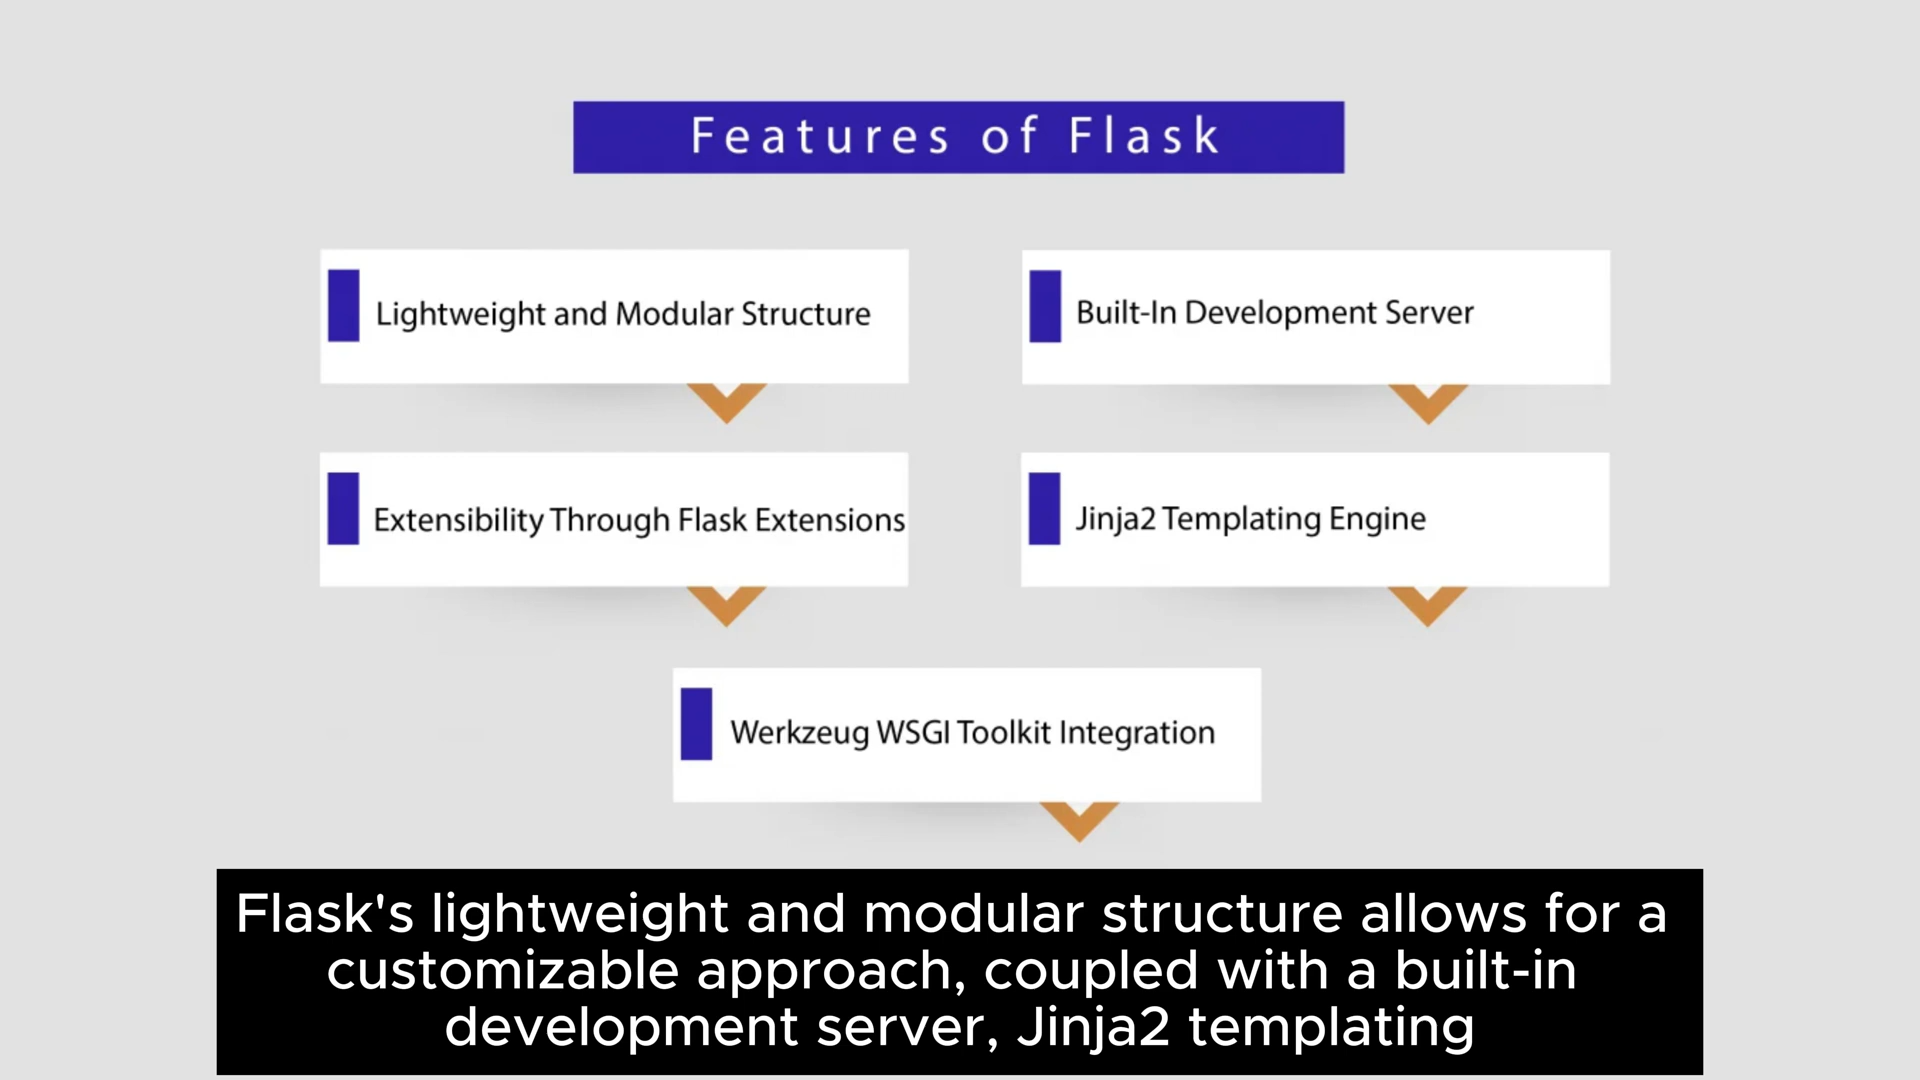 Features of Flask
Lightweight and Modular Structure
Built-In Development Server
Extensibility Through Flask Extensions
Jinja2 Templating Engine
Werkzeug WSGI Toolkit Integration
Flask's lightweight and modular structure allows for a
customizable approach, coupled with a built-in
development server, Jinja2 templating